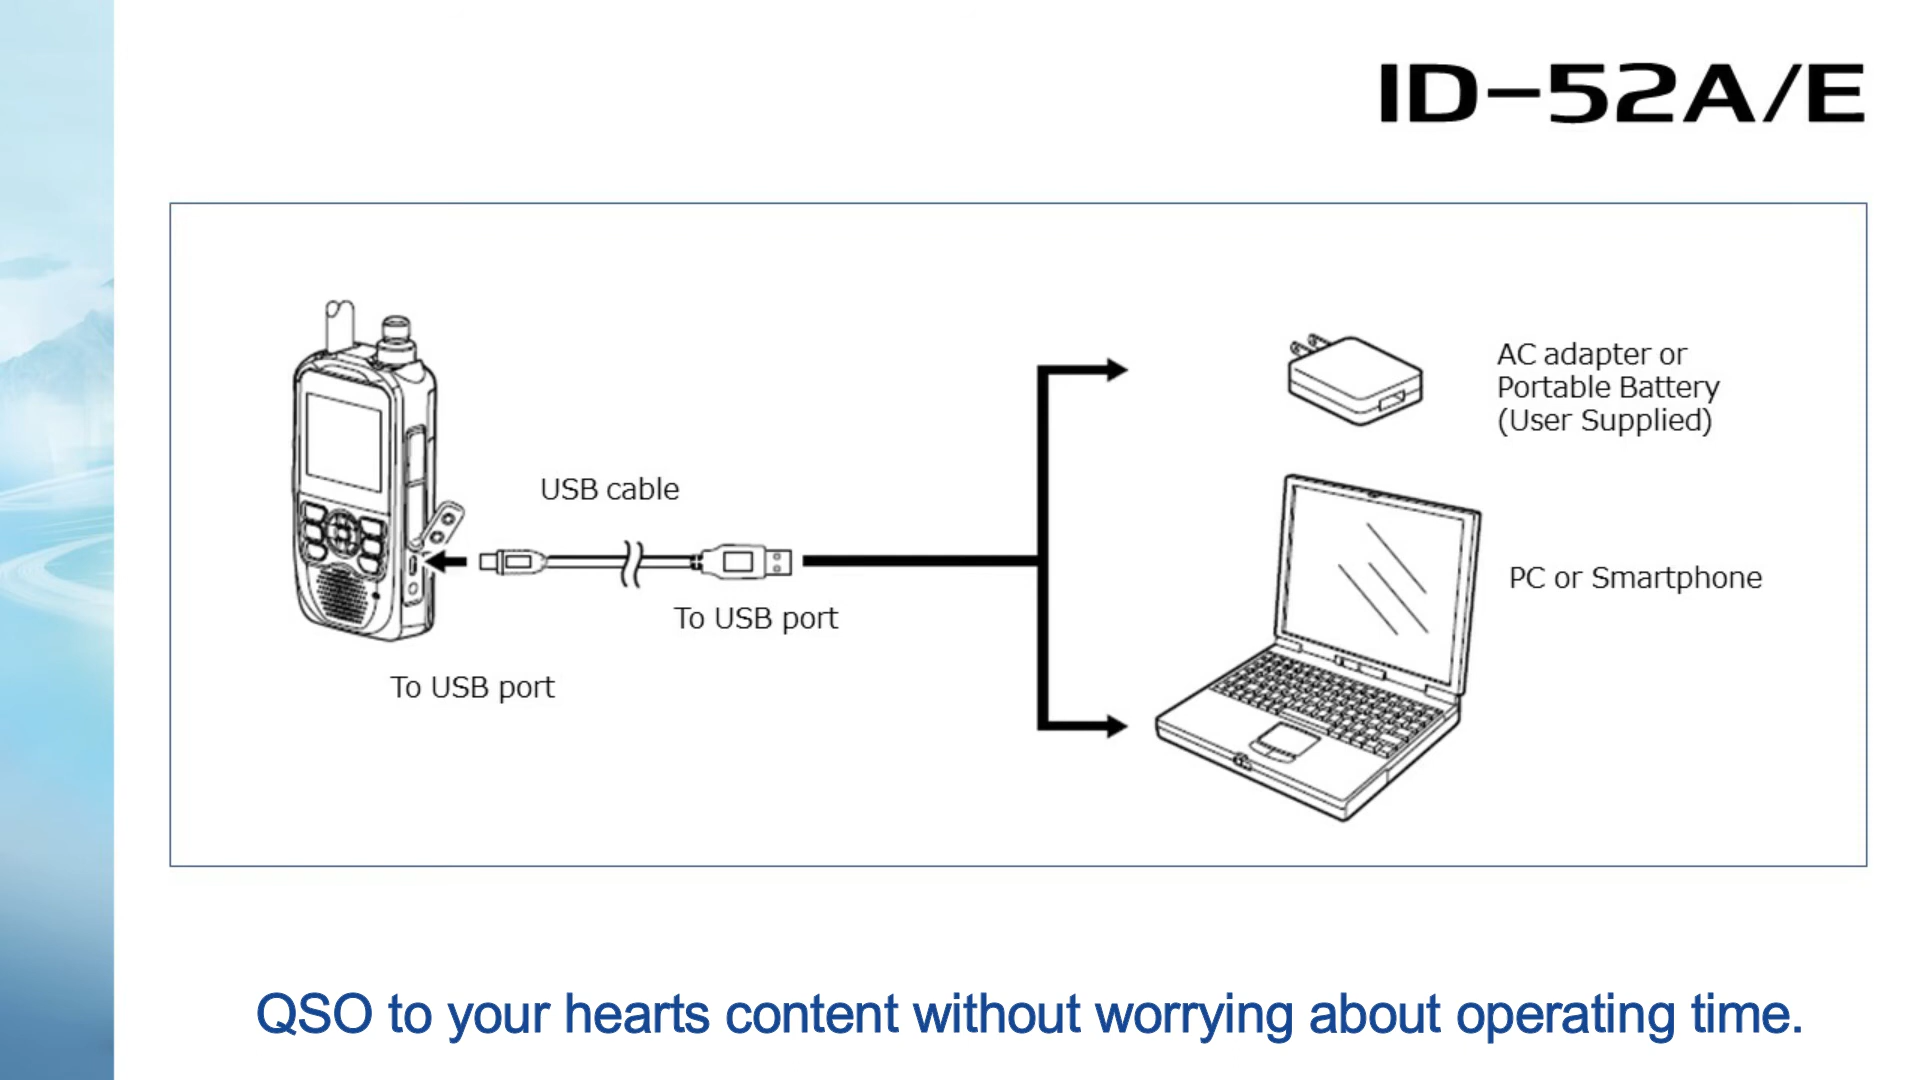 ID-52A/E
AC adapter or
Portable Battery
(User Supplied)
USB cable
PC or Smartphone
To USB port
To USB port
QSO to your hearts content without worrying about operating time.